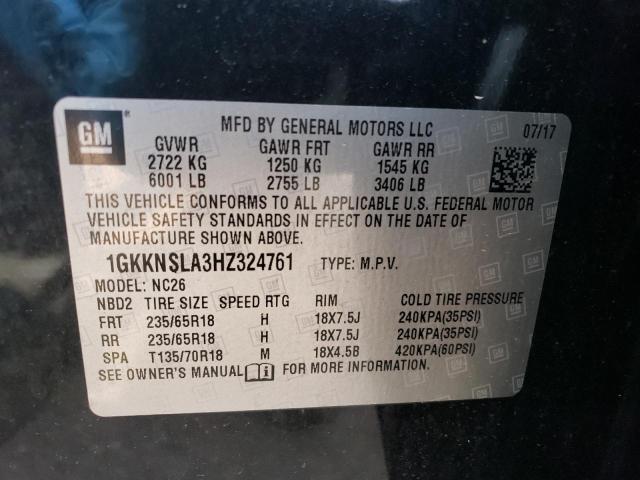 GM
MFD BY GENERAL MOTORS LLC 07/17
GVWR GAWR FRT GAWR RR
2722 KG 1250 KG 1545 KG
6001 LB 2755 LB 3406 LB
THIS VEHICLE CONFORMS TO ALL APPLICABLE U.S. FEDERAL MOTOR
VEHICLE SAFETY STANDARDS IN EFFECT ON THE DATE OF
MANUFACTURE SHOWN ABOVE.
1GKKNSLA3HZ324761 TYPE: M.P.V.
MODEL: NC26
NBD2 TIRE SIZE SPEED RTG RIM COLD TIRE PRESSURE
FRT 235/65R18 H 18X7.5J 240KPA(35PSI)
RR 235/65R18 H 18X7.5J 240KPA(35PSI)
SPA T135/70R18 M 18X4.5B 420KPA(60PSI)
SEE OWNER'S MANUAL FOR MORE INFORMATION.